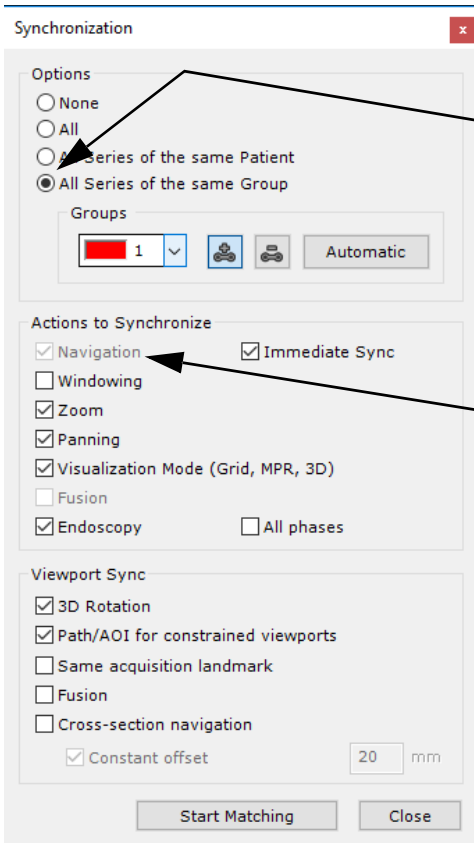 Synchronization
x
Options
None
All
All Series of the same Patient
All Series of the same Group
Groups
1
Automatic
Actions to Synchronize
Navigation Immediate Sync
Windowing
Zoom
Panning
Visualization Mode (Grid, MPR, 3D)
Fusion
Endoscopy All phases
Viewport Sync
3D Rotation
Path/AOI for constrained viewports
Same acquisition landmark
Fusion
Cross-section navigation
Constant offset 20 mm
Start Matching Close